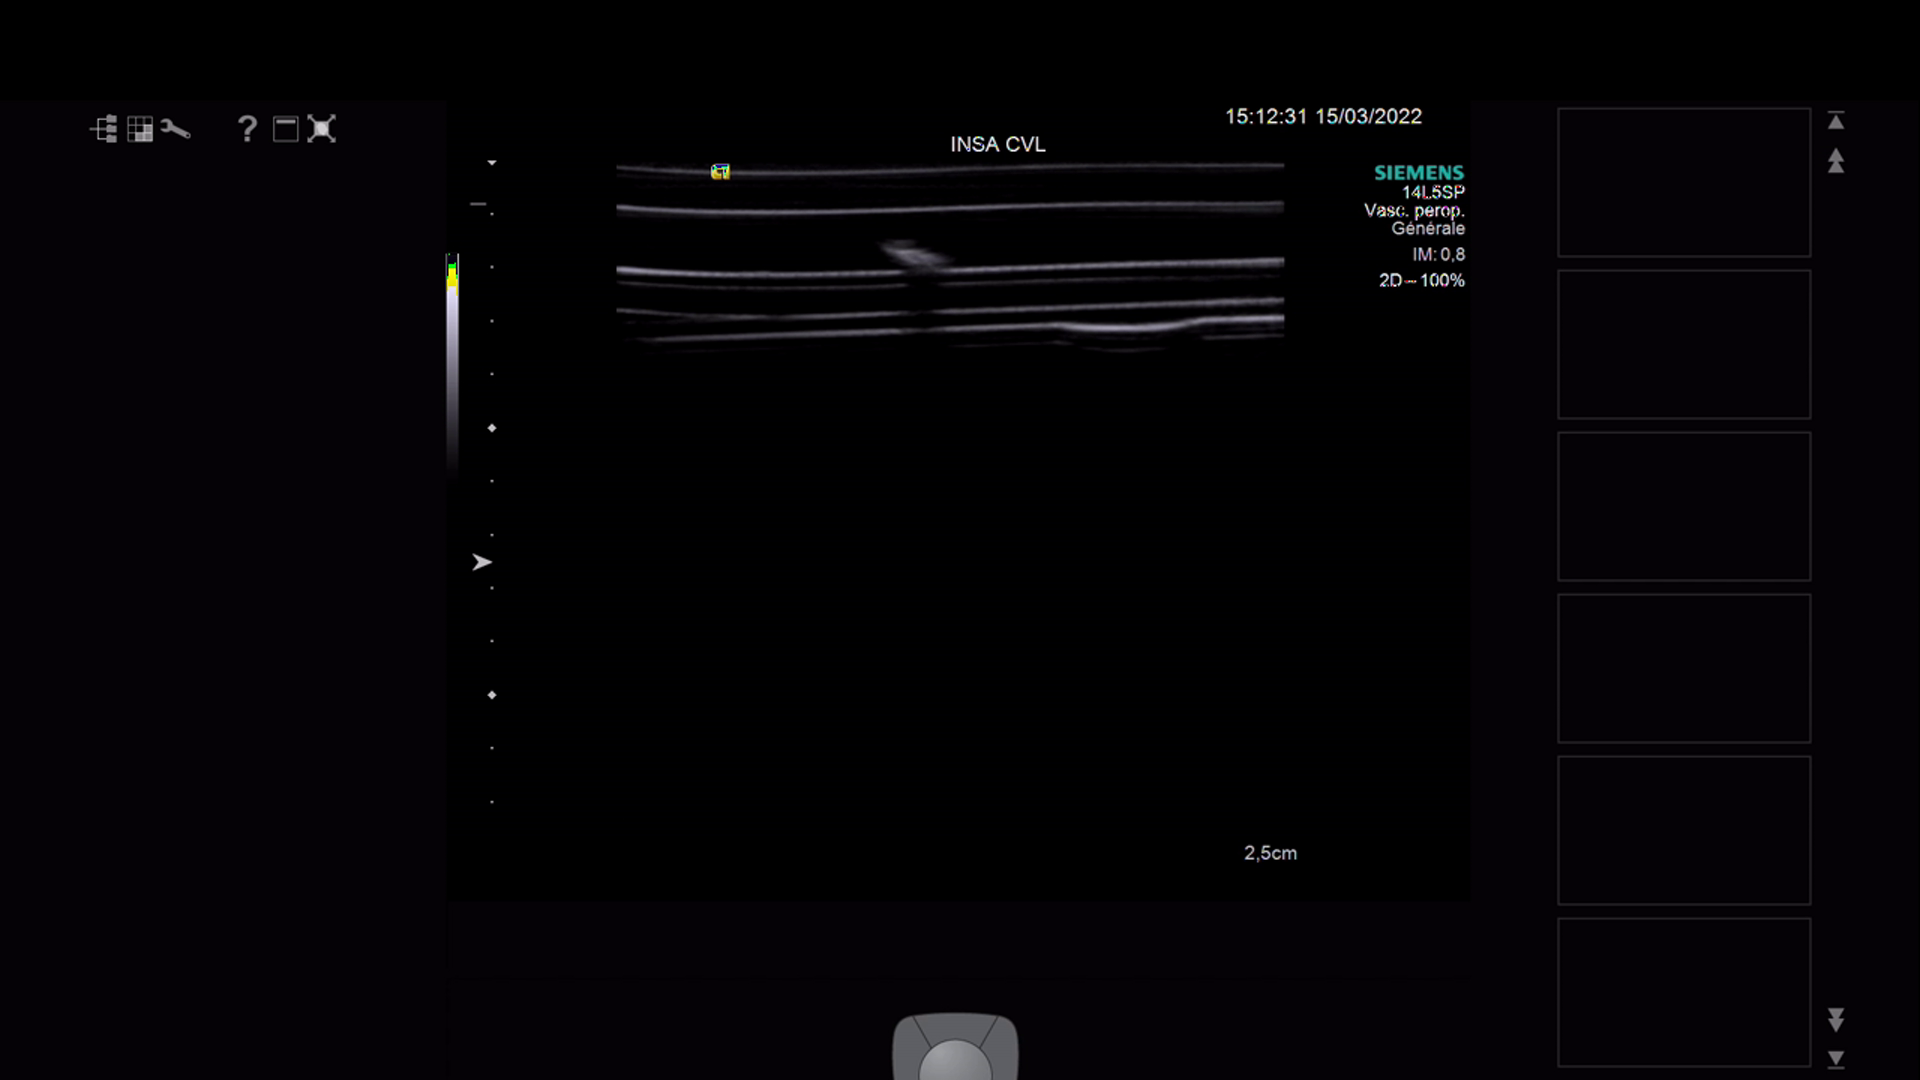 15:12:31 15/03/2022
INSA CVL
SIEMENS
14L5SP
Vasc. perop.
Générale
IM: 0,8
2D – 100%
2,5cm